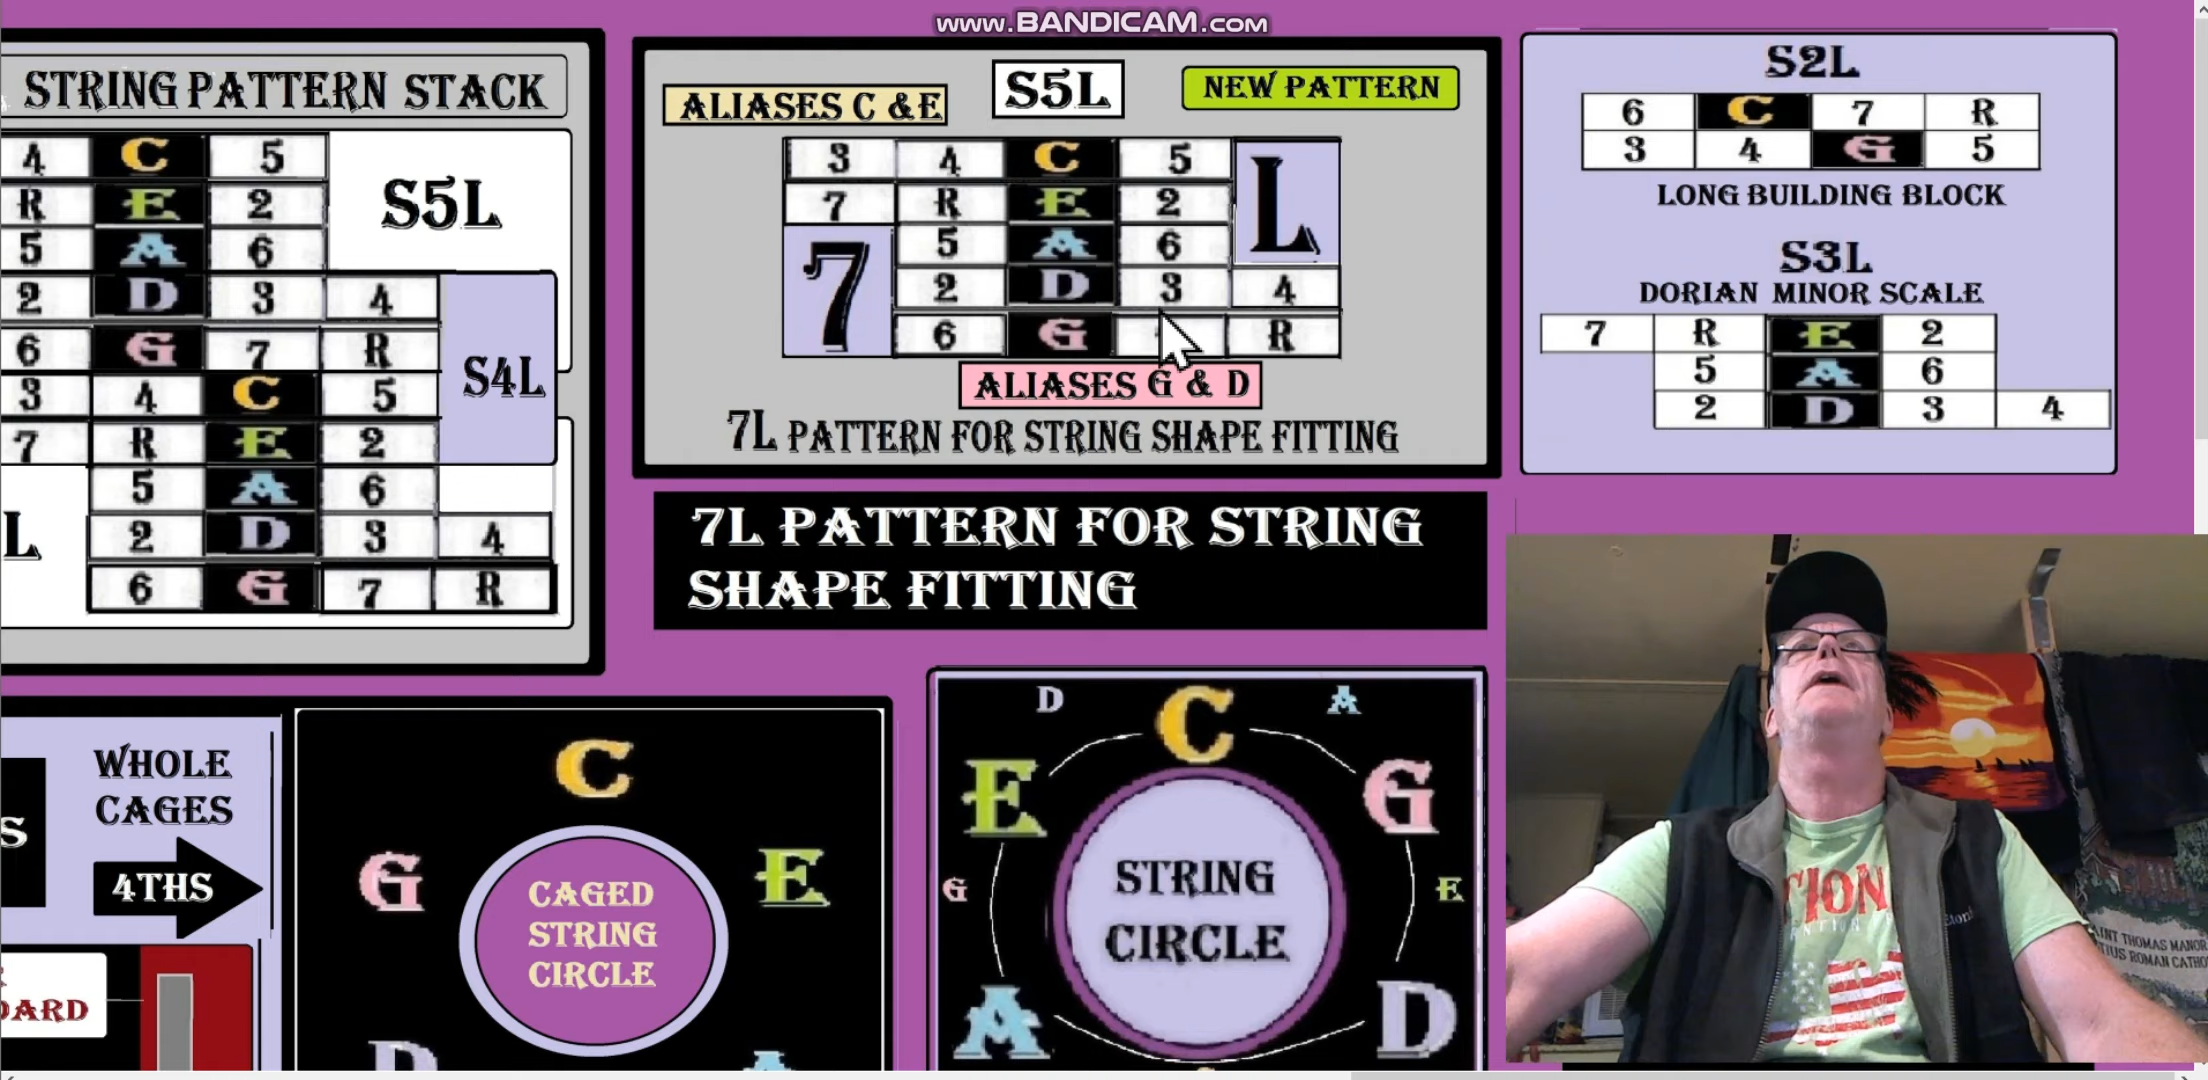 www.BANDICAM.com
STRING PATTERN STACK
4 C 5
R E 2
5 A 6
2 D 3 4
6 G 7 R
3 4 C 5
7 R E 2
5 A 6
2 D 3 4
6 G 7 R
S5L
S4L
L
ALIASES C & E
S5L
NEW PATTERN
3 4 C 5
7 R E 2
5 A 6
2 D 3 4
6 G R
7
L
ALIASES G & D
7L PATTERN FOR STRING SHAPE FITTING
7L PATTERN FOR STRING
SHAPE FITTING
S2L
6 C 7 R
3 4 G 5
LONG BUILDING BLOCK
S3L
DORIAN MINOR SCALE
7 R E 2
5 A 6
2 D 3 4
S
WHOLE
CAGES
4THS
C
G E
D A
CAGED
STRING
CIRCLE
D C A
E G
G E
A D
STRING
CIRCLE
TION
AINT THOMAS MANOR